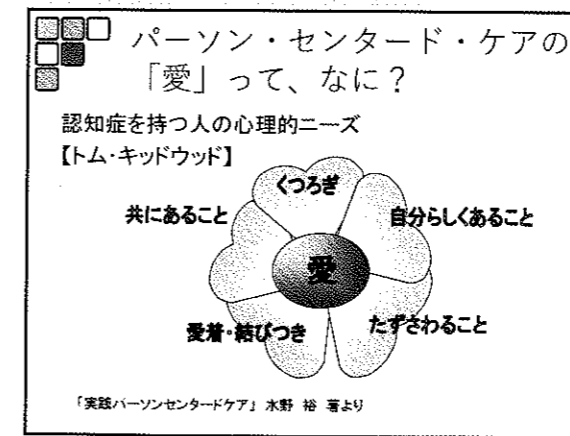 パーソン・センタード・ケアの
「愛」って、なに？
認知症を持つ人の心理的ニーズ
【トム・キッドウッド】
くつろぎ
共にあること
自分らしくあること
愛
愛着・結びつき
たずさわること
「実践パーソンセンタードケア」 水野 裕 著より